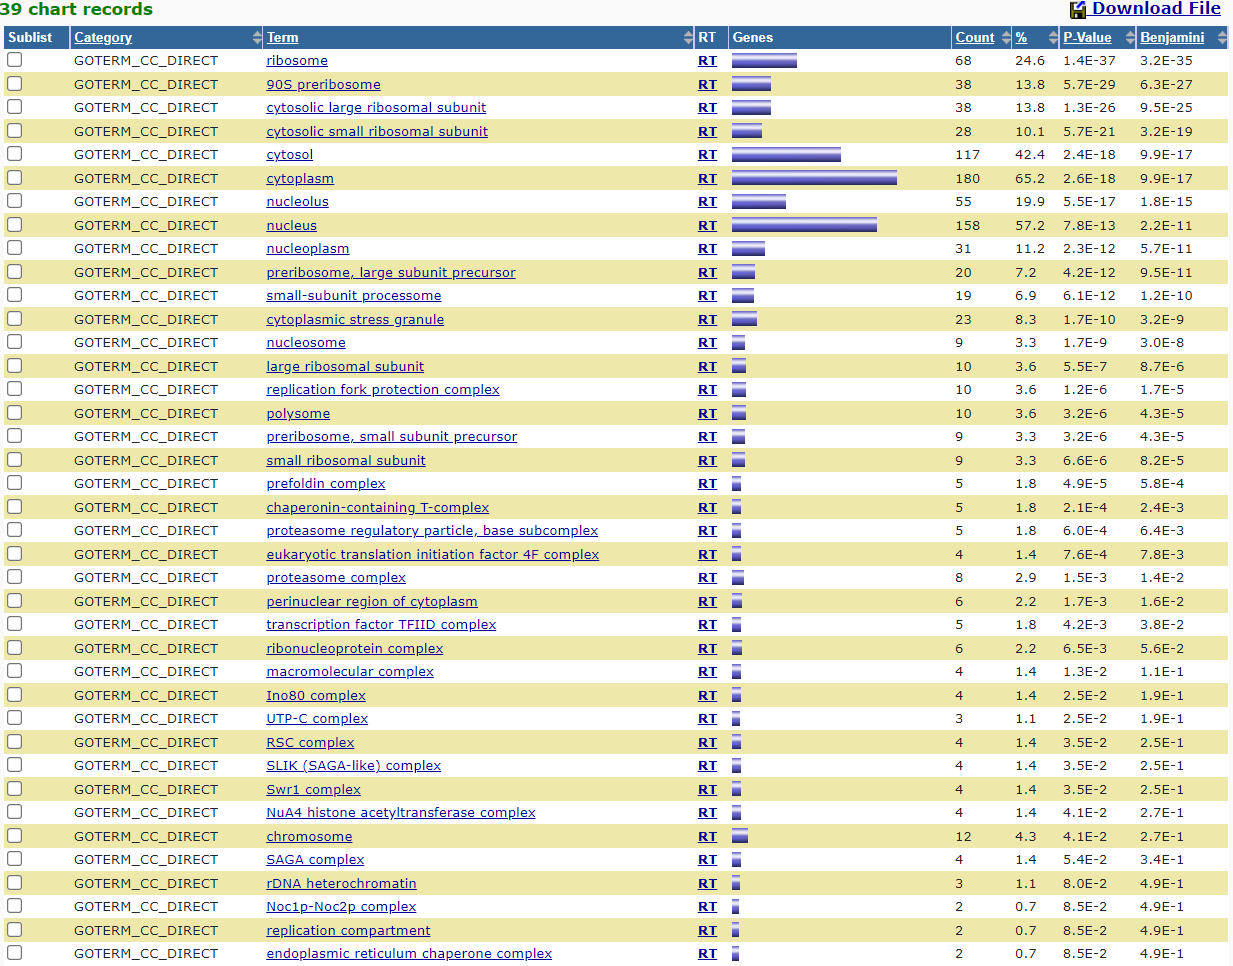 39 chart records
Download File
Sublist Category Term RT Genes Count % P-Value Benjamini
GOTERM_CC_DIRECT ribosome RT 68 24.6 1.4E-37 3.2E-35
GOTERM_CC_DIRECT 90S preribosome RT 38 13.8 5.7E-29 6.3E-27
GOTERM_CC_DIRECT cytosolic large ribosomal subunit RT 38 13.8 1.3E-26 9.5E-25
GOTERM_CC_DIRECT cytosolic small ribosomal subunit RT 28 10.1 5.7E-21 3.2E-19
GOTERM_CC_DIRECT cytosol RT 117 42.4 2.4E-18 9.9E-17
GOTERM_CC_DIRECT cytoplasm RT 180 65.2 2.6E-18 9.9E-17
GOTERM_CC_DIRECT nucleolus RT 55 19.9 5.5E-17 1.8E-15
GOTERM_CC_DIRECT nucleus RT 158 57.2 7.8E-13 2.2E-11
GOTERM_CC_DIRECT nucleoplasm RT 31 11.2 2.3E-12 5.7E-11
GOTERM_CC_DIRECT preribosome, large subunit precursor RT 20 7.2 4.2E-12 9.5E-11
GOTERM_CC_DIRECT small-subunit processome RT 19 6.9 6.1E-12 1.2E-10
GOTERM_CC_DIRECT cytoplasmic stress granule RT 23 8.3 1.7E-10 3.2E-9
GOTERM_CC_DIRECT nucleosome RT 9 3.3 1.7E-9 3.0E-8
GOTERM_CC_DIRECT large ribosomal subunit RT 10 3.6 5.5E-7 8.7E-6
GOTERM_CC_DIRECT replication fork protection complex RT 10 3.6 1.2E-6 1.7E-5
GOTERM_CC_DIRECT polysome RT 10 3.6 3.2E-6 4.3E-5
GOTERM_CC_DIRECT preribosome, small subunit precursor RT 9 3.3 3.2E-6 4.3E-5
GOTERM_CC_DIRECT small ribosomal subunit RT 9 3.3 6.6E-6 8.2E-5
GOTERM_CC_DIRECT prefoldin complex RT 5 1.8 4.9E-5 5.8E-4
GOTERM_CC_DIRECT chaperonin-containing T-complex RT 5 1.8 2.1E-4 2.4E-3
GOTERM_CC_DIRECT proteasome regulatory particle, base subcomplex RT 5 1.8 6.0E-4 6.4E-3
GOTERM_CC_DIRECT eukaryotic translation initiation factor 4F complex RT 4 1.4 7.6E-4 7.8E-3
GOTERM_CC_DIRECT proteasome complex RT 8 2.9 1.5E-3 1.4E-2
GOTERM_CC_DIRECT perinuclear region of cytoplasm RT 6 2.2 1.7E-3 1.6E-2
GOTERM_CC_DIRECT transcription factor TFIID complex RT 5 1.8 4.2E-3 3.8E-2
GOTERM_CC_DIRECT ribonucleoprotein complex RT 6 2.2 6.5E-3 5.6E-2
GOTERM_CC_DIRECT macromolecular complex RT 4 1.4 1.3E-2 1.1E-1
GOTERM_CC_DIRECT Ino80 complex RT 4 1.4 2.5E-2 1.9E-1
GOTERM_CC_DIRECT UTP-C complex RT 3 1.1 2.5E-2 1.9E-1
GOTERM_CC_DIRECT RSC complex RT 4 1.4 3.5E-2 2.5E-1
GOTERM_CC_DIRECT SLIK (SAGA-like) complex RT 4 1.4 3.5E-2 2.5E-1
GOTERM_CC_DIRECT Swr1 complex RT 4 1.4 3.5E-2 2.5E-1
GOTERM_CC_DIRECT NuA4 histone acetyltransferase complex RT 4 1.4 4.1E-2 2.7E-1
GOTERM_CC_DIRECT chromosome RT 12 4.3 4.1E-2 2.7E-1
GOTERM_CC_DIRECT SAGA complex RT 4 1.4 5.4E-2 3.4E-1
GOTERM_CC_DIRECT rDNA heterochromatin RT 3 1.1 8.0E-2 4.9E-1
GOTERM_CC_DIRECT Noc1p-Noc2p complex RT 2 0.7 8.5E-2 4.9E-1
GOTERM_CC_DIRECT replication compartment RT 2 0.7 8.5E-2 4.9E-1
GOTERM_CC_DIRECT endoplasmic reticulum chaperone complex RT 2 0.7 8.5E-2 4.9E-1